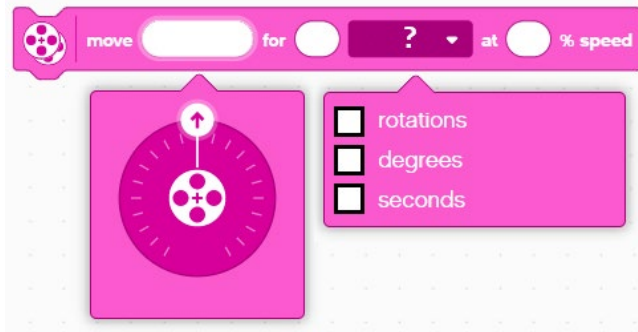 move for ? at % speed
rotations
degrees
seconds